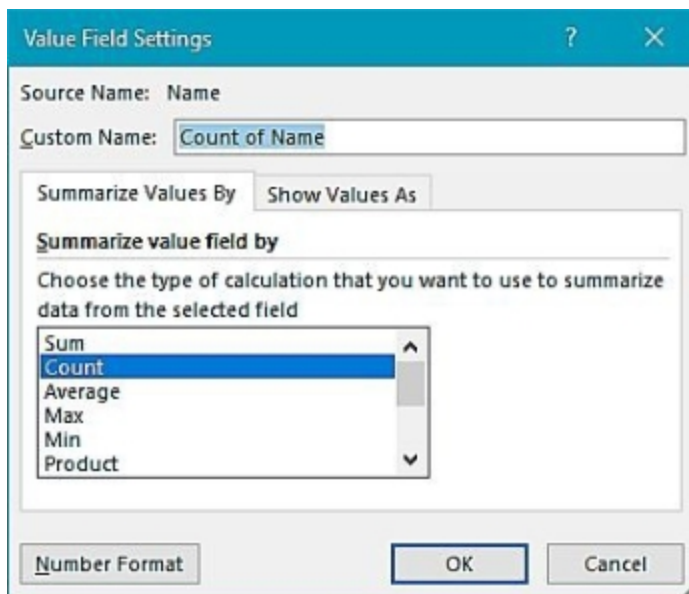 Value Field Settings ? ×
Source Name: Name
Custom Name: Count of Name
Summarize Values By Show Values As
Summarize value field by
Choose the type of calculation that you want to use to summarize
data from the selected field
Sum
Count
Average
Max
Min
Product
Number Format OK Cancel